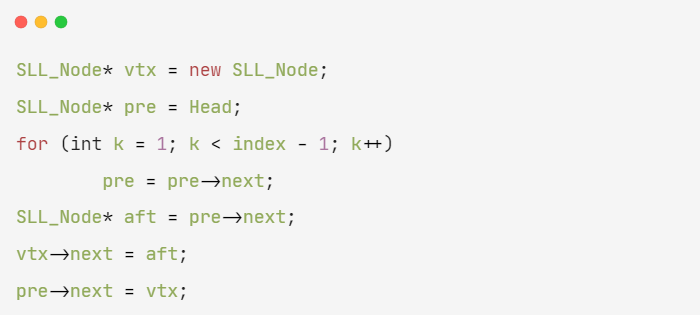 SLL_Node* vtx = new SLL_Node;
SLL_Node* pre = Head;
for (int k = 1; k < index - 1; k++)
pre = pre->next;
SLL_Node* aft = pre->next;
vtx->next = aft;
pre->next = vtx;